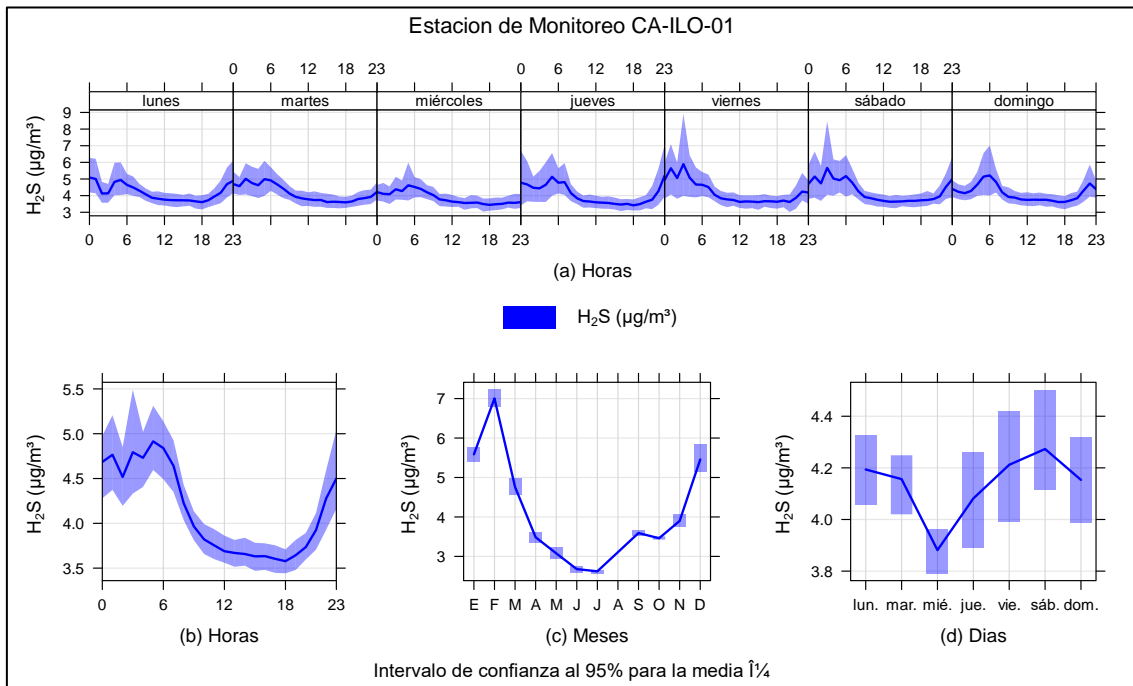 Estacion de Monitoreo CA-ILO-01
0 6 12 18 23 0 6 12 18 23 0 6 12 18 23
lunes martes miércoles jueves viernes sábado domingo
9
8
7
6
5
4
3
H₂S (µg/m³)
0 6 12 18 23 0 6 12 18 23 0 6 12 18 23 0 6 12 18 23
(a) Horas
H₂S (µg/m³)
5.5
5.0
4.5
4.0
3.5
H₂S (µg/m³)
0 6 12 18 23
(b) Horas
7
6
5
4
3
H₂S (µg/m³)
E F M A M J J A S O N D
(c) Meses
4.4
4.2
4.0
3.8
H₂S (µg/m³)
lun. mar. mié. jue. vie. sáb. dom.
(d) Dias
Intervalo de confianza al 95% para la media Î¼